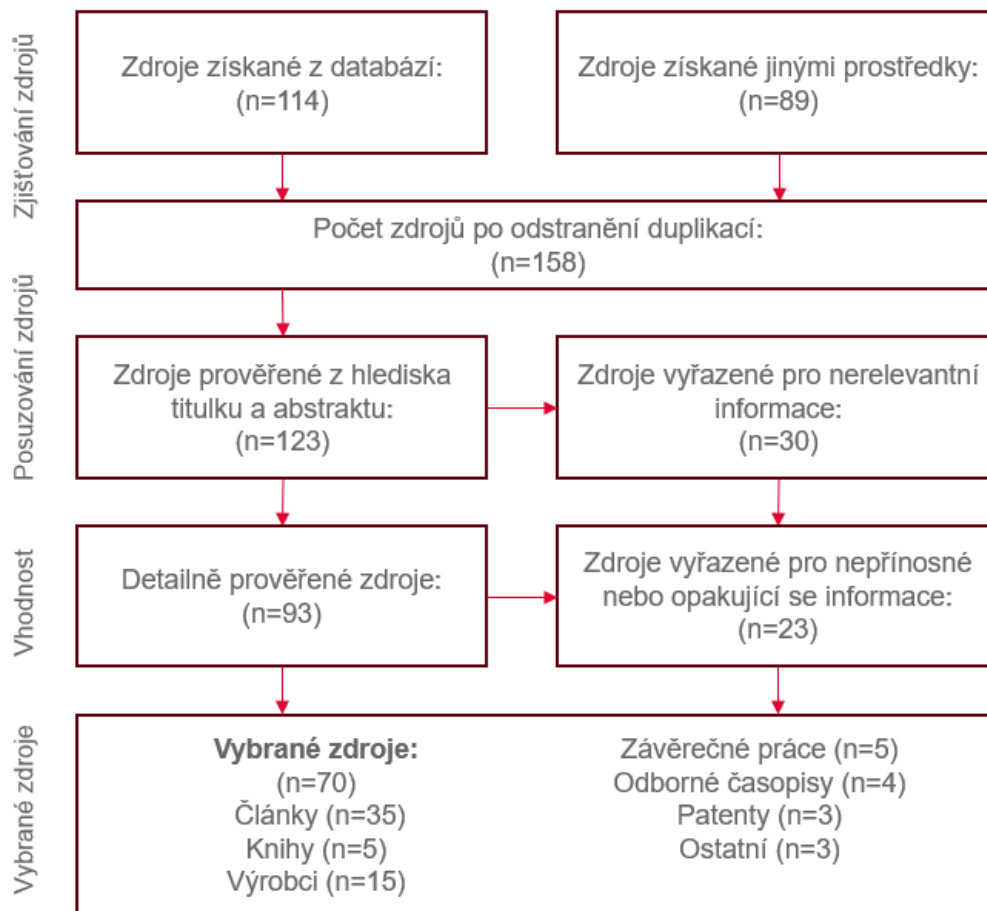 Zjišťování zdrojů
Zdroje získané z databází:
(n=114)
Zdroje získané jinými prostředky:
(n=89)
Počet zdrojů po odstranění duplikací:
(n=158)
Posuzování zdrojů
Zdroje prověřené z hlediska
titulku a abstraktu:
(n=123)
Zdroje vyřazené pro nerelevantní
informace:
(n=30)
Vhodnost
Detailně prověřené zdroje:
(n=93)
Zdroje vyřazené pro nepřínosné
nebo opakující se informace:
(n=23)
Vybrané zdroje
Vybrané zdroje:
(n=70)
Články (n=35)
Knihy (n=5)
Výrobci (n=15)
Závěrečné práce (n=5)
Odborné časopisy (n=4)
Patenty (n=3)
Ostatní (n=3)